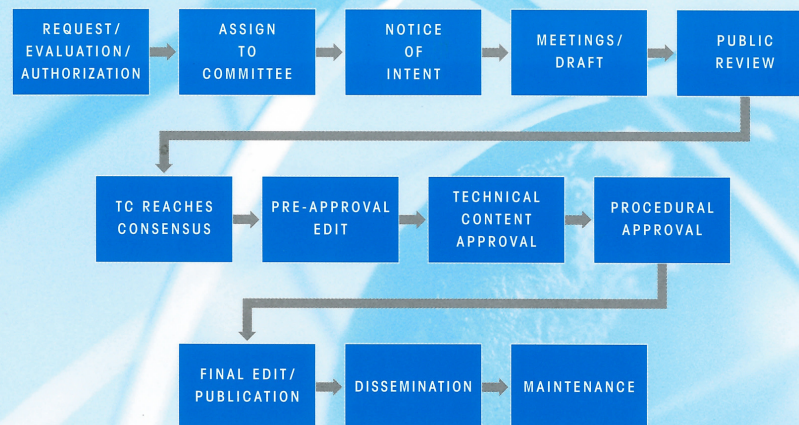 REQUEST/
EVALUATION/
AUTHORIZATION
ASSIGN
TO
COMMITTEE
NOTICE
OF
INTENT
MEETINGS/
DRAFT
PUBLIC
REVIEW
TC REACHES
CONSENSUS
PRE-APPROVAL
EDIT
TECHNICAL
CONTENT
APPROVAL
PROCEDURAL
APPROVAL
FINAL EDIT/
PUBLICATION
DISSEMINATION
MAINTENANCE